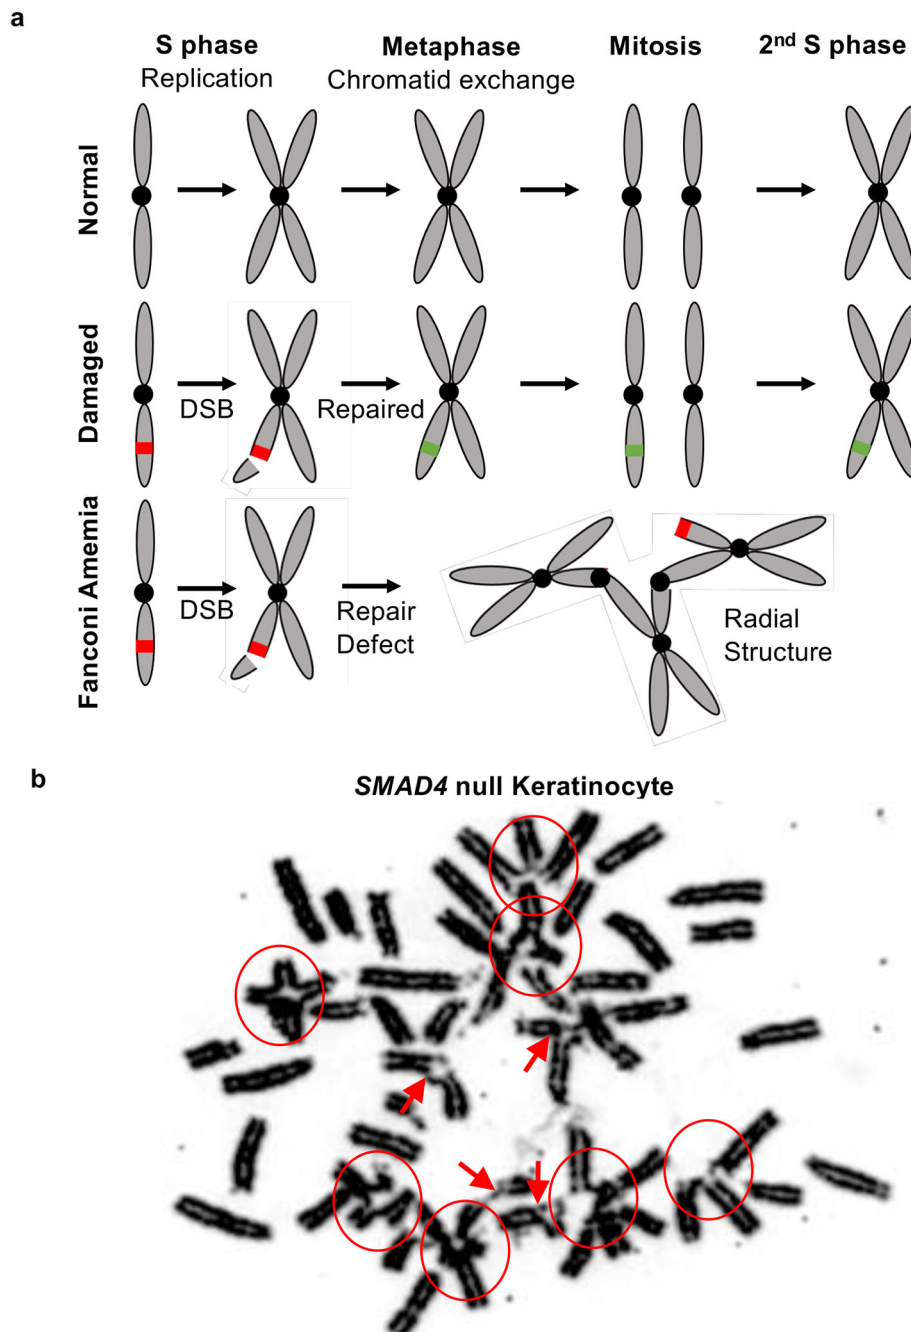 a
S phase
Replication
Metaphase
Chromatid exchange
Mitosis
2nd S phase
Normal
Damaged
DSB
Repaired
Fanconi Amemia
DSB
Repair
Defect
Radial
Structure
b
SMAD4 null Keratinocyte